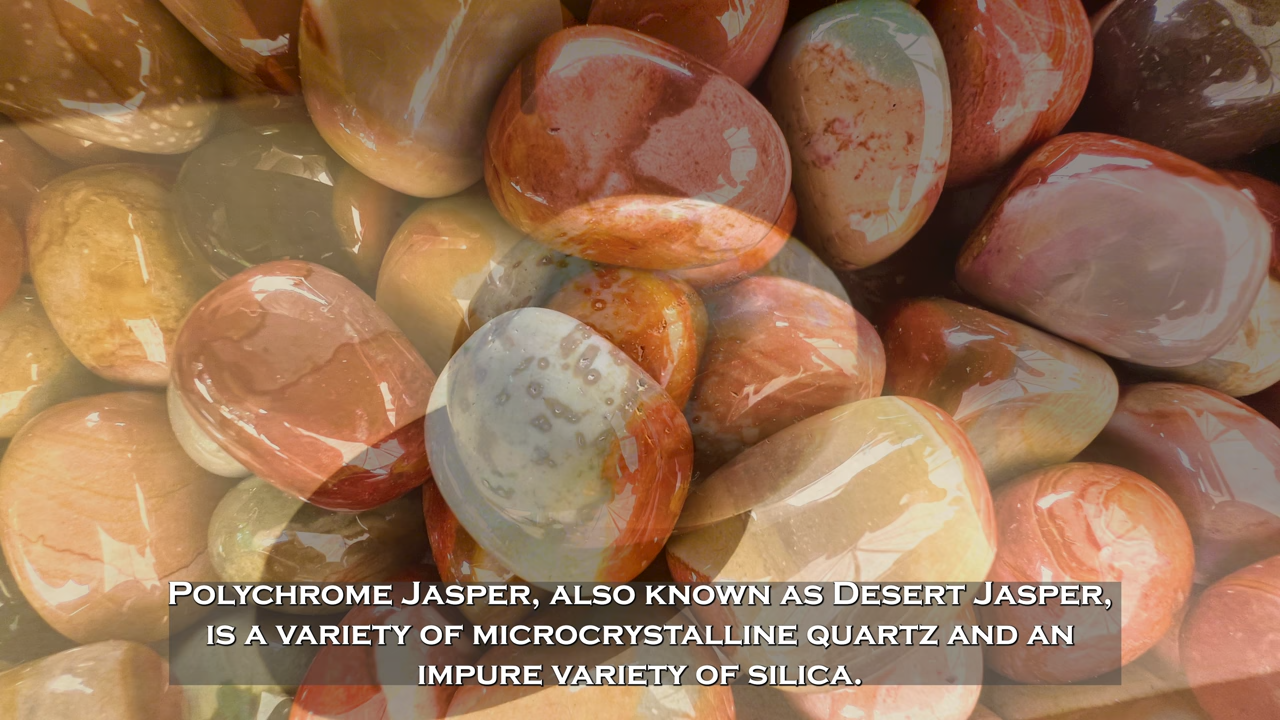 Polychrome Jasper, also known as Desert Jasper,
is a variety of microcrystalline quartz and an
impure variety of silica.